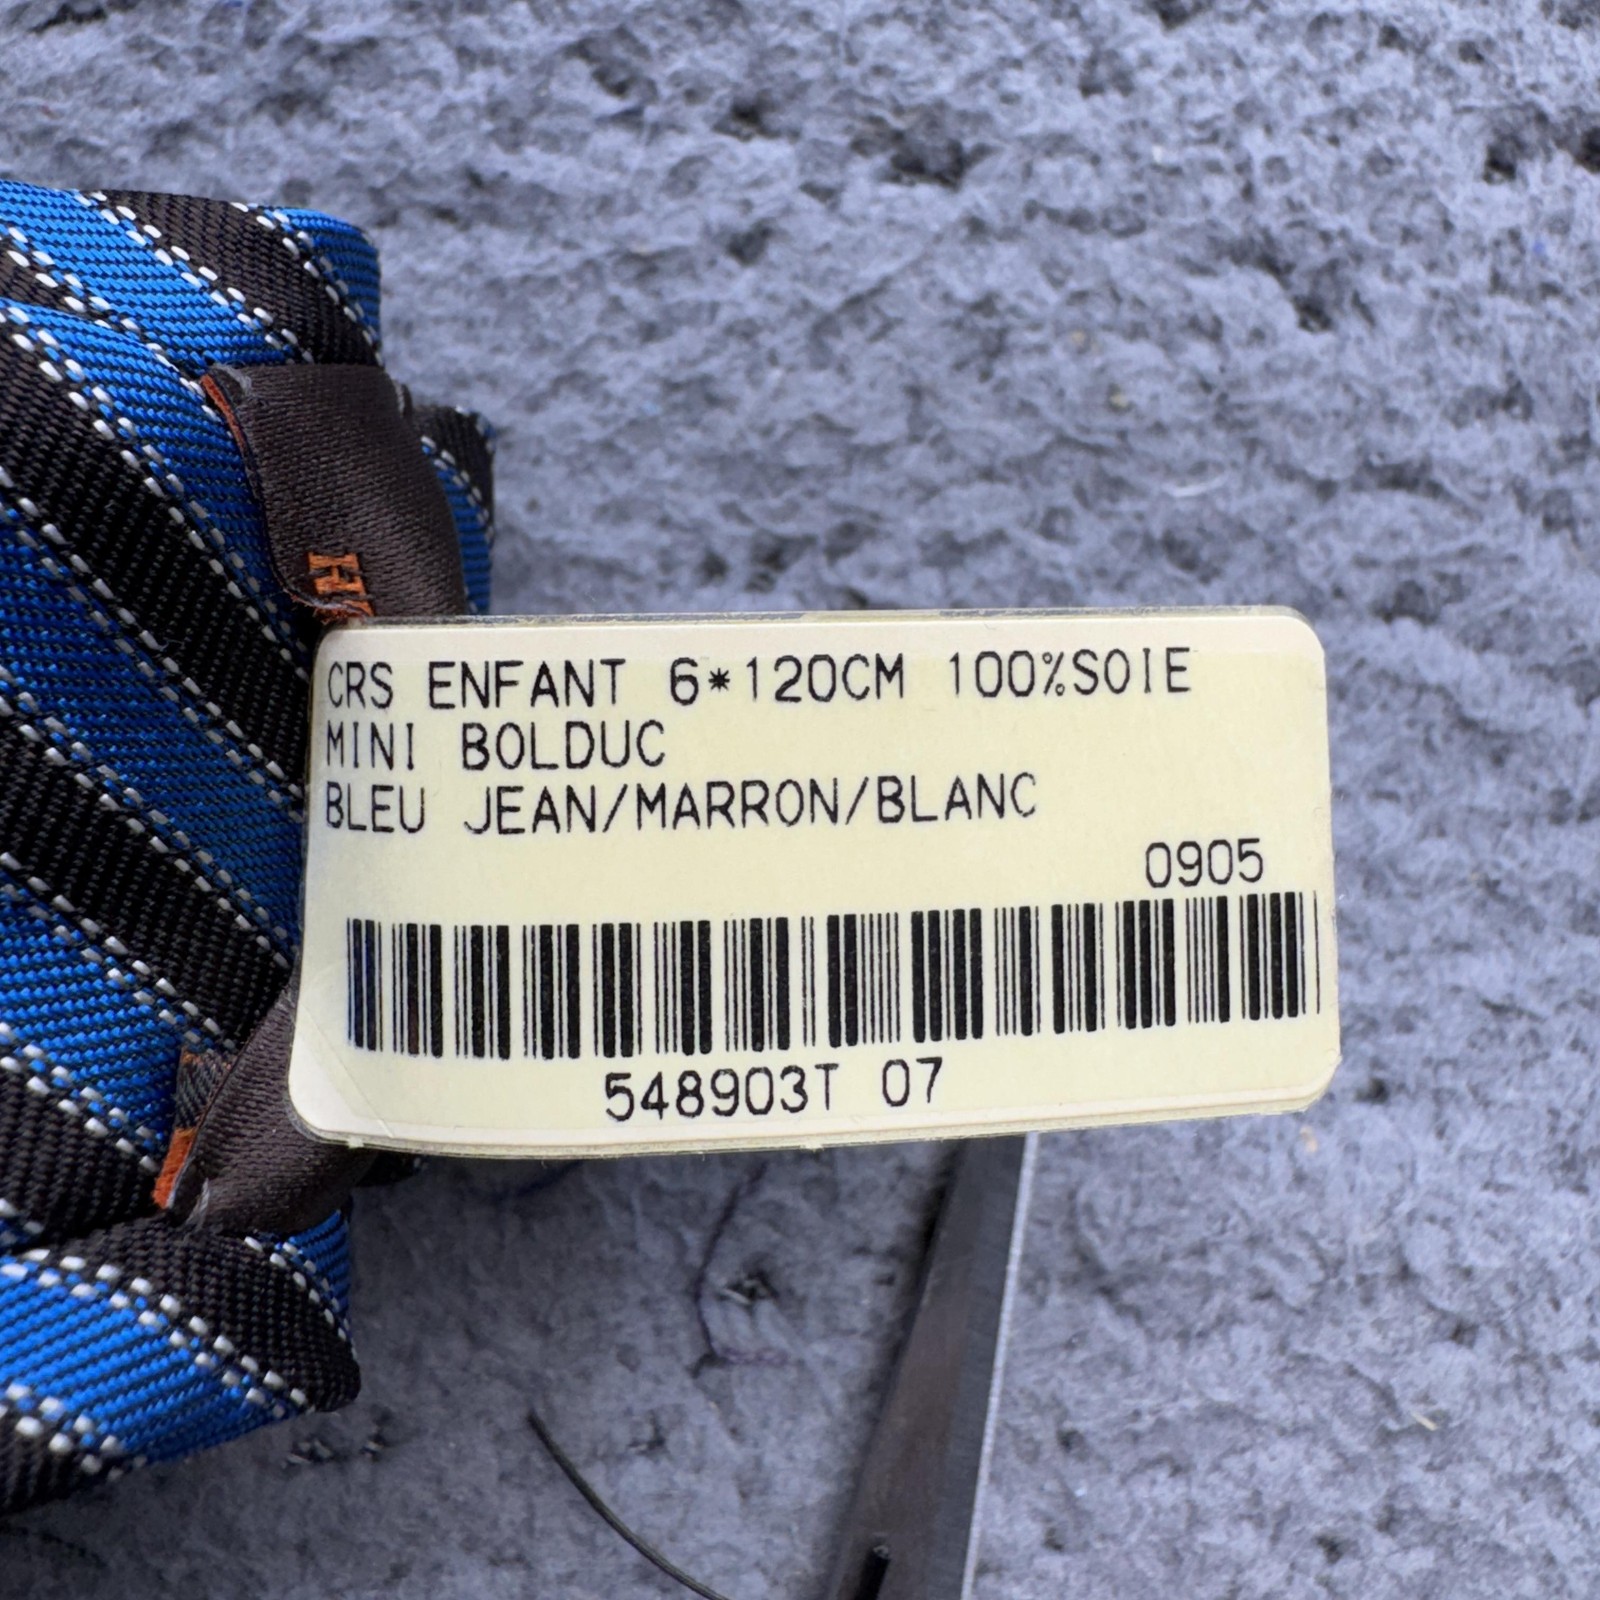 H
CRS ENFANT 6*120CM 100%SOIE
MINI BOLDUC
BLEU JEAN/MARRON/BLANC
0905
548903T 07